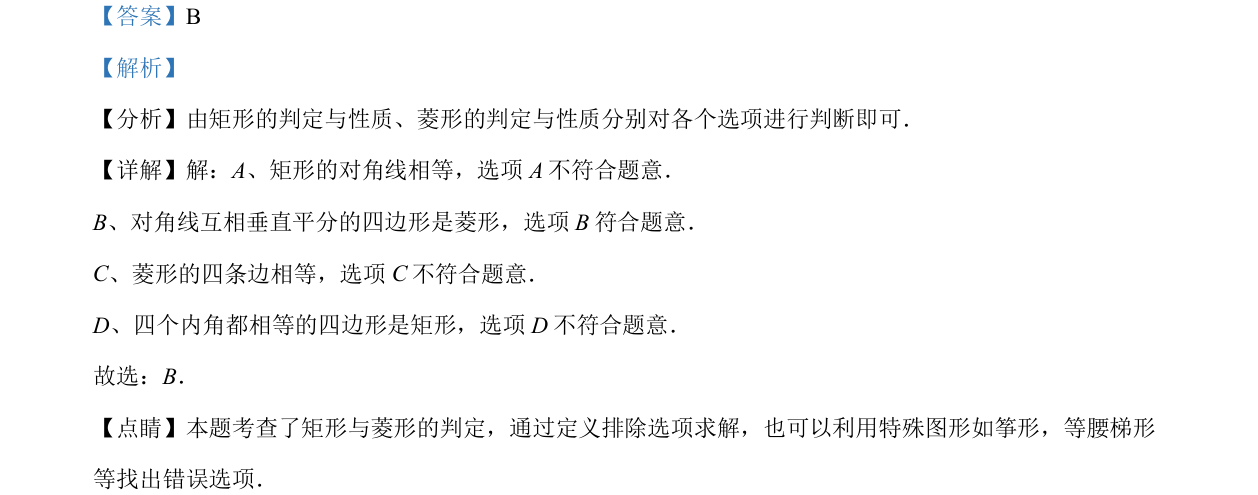 【答案】B
【解析】
【分析】由矩形的判定与性质、菱形的判定与性质分别对各个选项进行判断即可．
【详解】解：A、矩形的对角线相等，选项 A 不符合题意．
B、对角线互相垂直平分的四边形是菱形，选项 B 符合题意．
C、菱形的四条边相等，选项 C 不符合题意．
D、四个内角都相等的四边形是矩形，选项 D 不符合题意．
故选：B．
【点睛】本题考查了矩形与菱形的判定，通过定义排除选项求解，也可以利用特殊图形如筝形，等腰梯形
等找出错误选项．